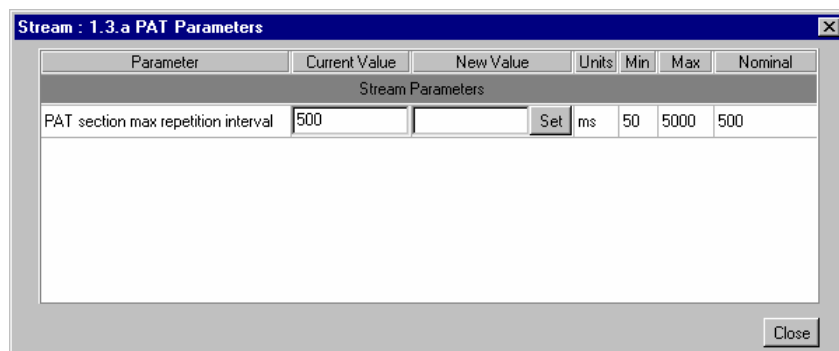 Stream : 1.3.a PAT Parameters
Parameter Current Value New Value Units Min Max Nominal
Stream Parameters
PAT section max repetition interval 500 Set ms 50 5000 500
Close